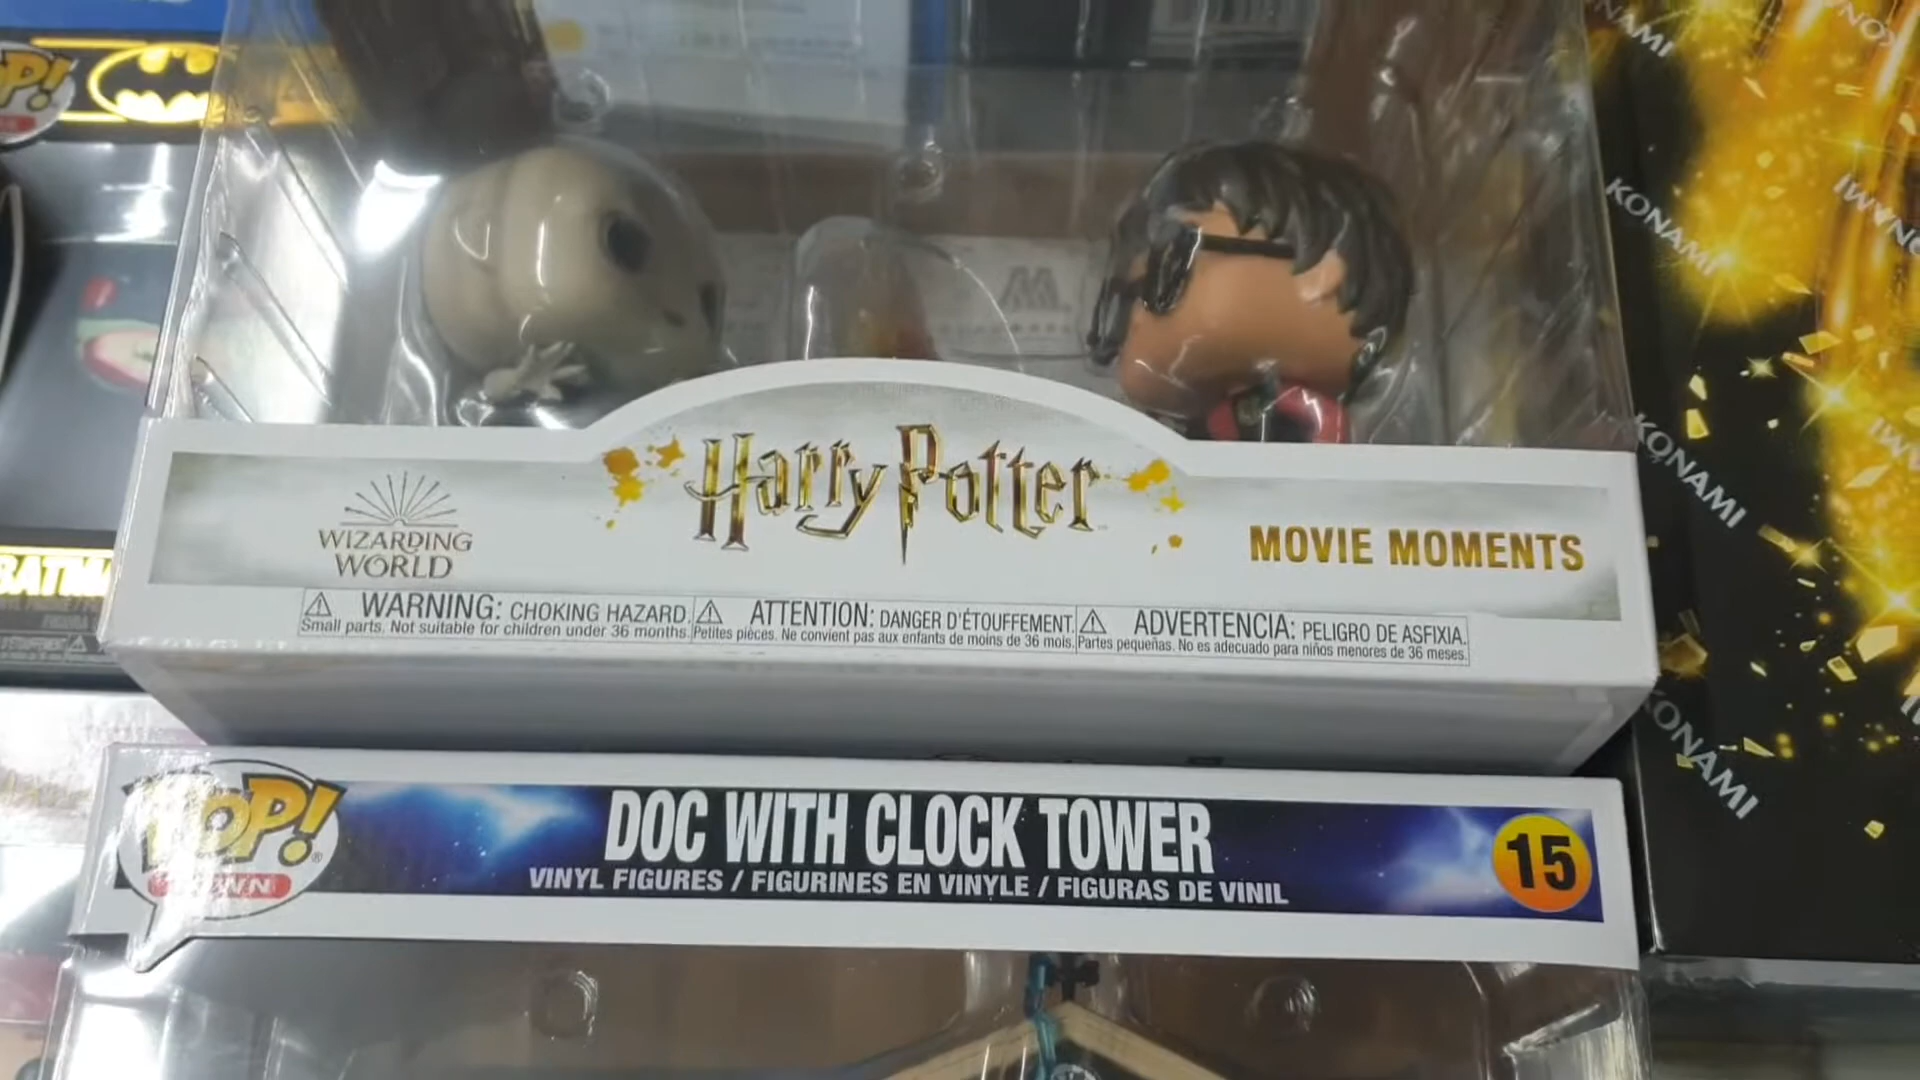 Harry Potter
WIZARDING
WORLD
MOVIE MOMENTS
WARNING: CHOKING HAZARD.
Small parts. Not suitable for children under 36 months.
ATTENTION: DANGER D'ÉTOUFFEMENT.
Petites pièces. Ne convient pas aux enfants de moins de 36 mois.
ADVERTENCIA: PELIGRO DE ASFIXIA.
Partes pequeñas. No es adecuado para niños menores de 36 meses.
POP!
TOWN
DOC WITH CLOCK TOWER
VINYL FIGURES / FIGURINES EN VINYLE / FIGURAS DE VINIL
15
KONAMI
KONAMI
KONAMI